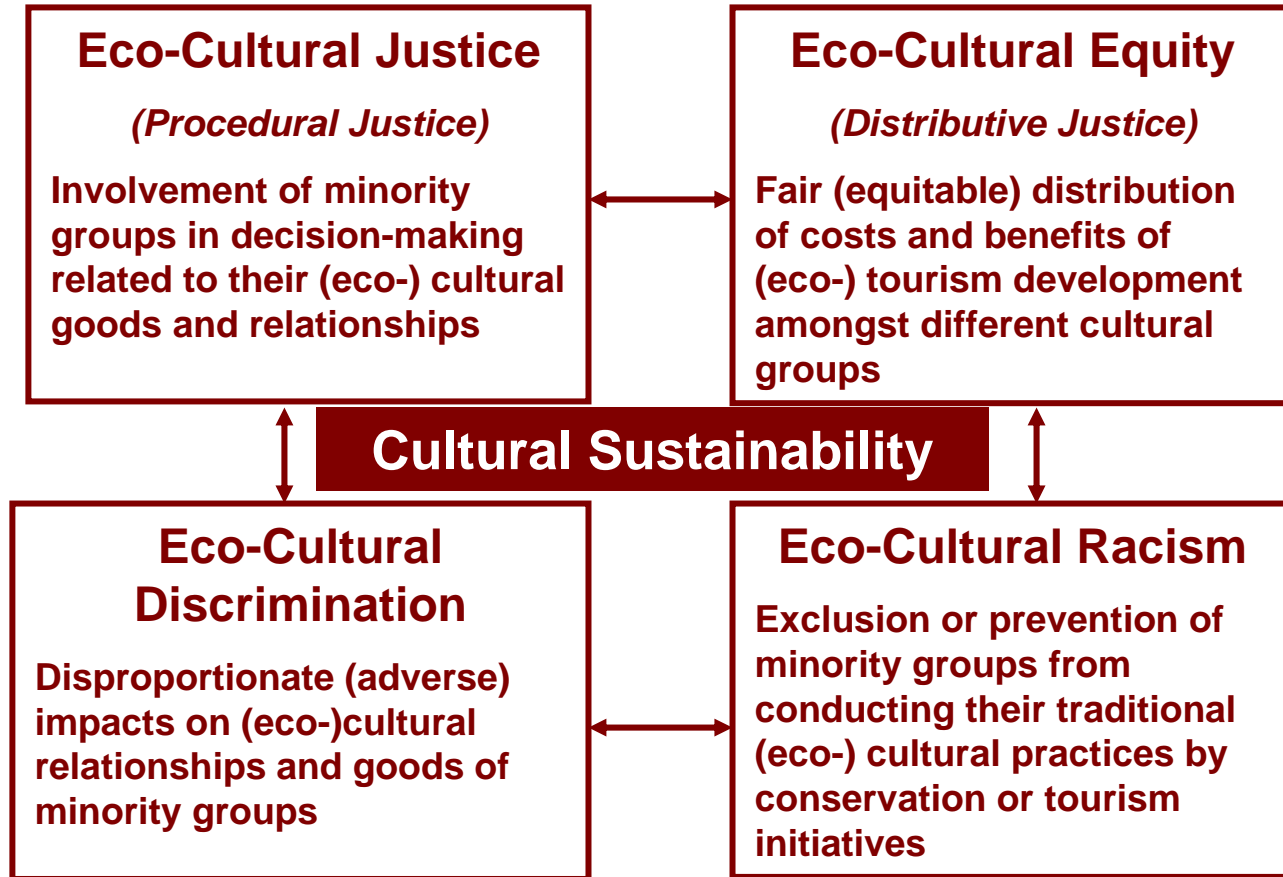 Eco-Cultural Justice
(Procedural Justice)
Involvement of minority
groups in decision-making
related to their (eco-) cultural
goods and relationships
Eco-Cultural Equity
(Distributive Justice)
Fair (equitable) distribution
of costs and benefits of
(eco-) tourism development
amongst different cultural
groups
Cultural Sustainability
Eco-Cultural
Discrimination
Disproportionate (adverse)
impacts on (eco-)cultural
relationships and goods of
minority groups
Eco-Cultural Racism
Exclusion or prevention of
minority groups from
conducting their traditional
(eco-) cultural practices by
conservation or tourism
initiatives